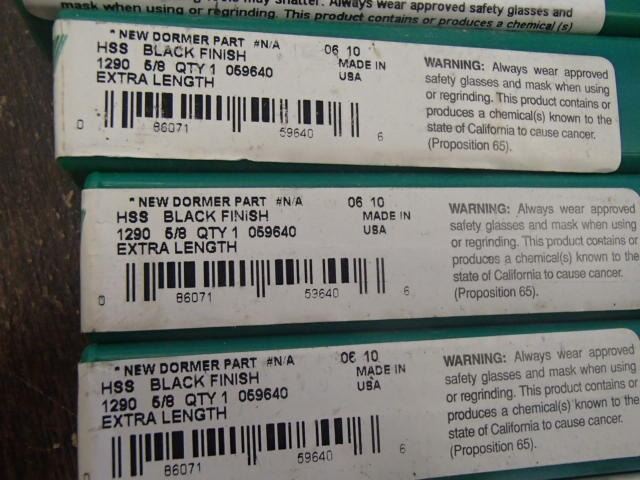 Always wear approved safety glasses and
mask when using or regrinding. This product contains or produces a chemical (s)
" NEW DORMER PART #N/A 06 10
HSS BLACK FINISH MADE IN
1290 5/8 QTY 1 059640 USA
EXTRA LENGTH
0 86071 59640 6
WARNING: Always wear approved
safety glasses and mask when using
or regrinding. This product contains or
produces a chemical(s) known to the
state of California to cause cancer.
(Proposition 65).
" NEW DORMER PART #N/A 06 10
HSS BLACK FINISH MADE IN
1290 5/8 QTY 1 059640 USA
EXTRA LENGTH
0 86071 59640 6
WARNING: Always wear approved
safety glasses and mask when using
or regrinding. This product contains or
produces a chemical(s) known to the
state of California to cause cancer.
(Proposition 65).
" NEW DORMER PART #N/A 06 10
HSS BLACK FINISH MADE IN
1290 5/8 QTY 1 059640 USA
EXTRA LENGTH
0 86071 59640 6
WARNING: Always wear approved
safety glasses and mask when using
or regrinding. This product contains or
produces a chemical(s) known to the
state of California to cause cancer.
(Proposition 65).